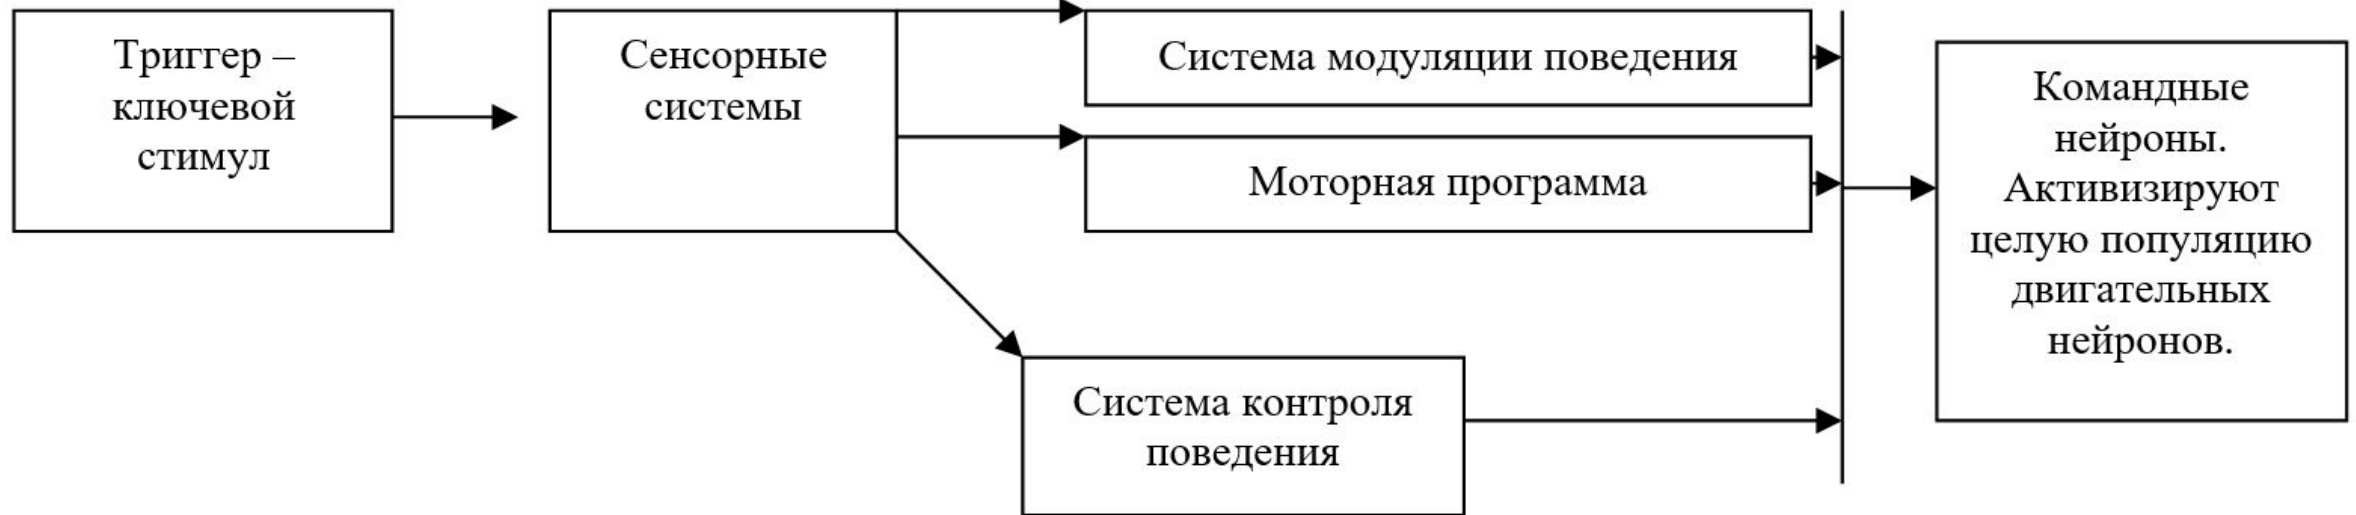 Триггер –
ключевой
стимул
Сенсорные
системы
Система модуляции поведения
Моторная программа
Система контроля
поведения
Командные
нейроны.
Активизируют
целую популяцию
двигательных
нейронов.